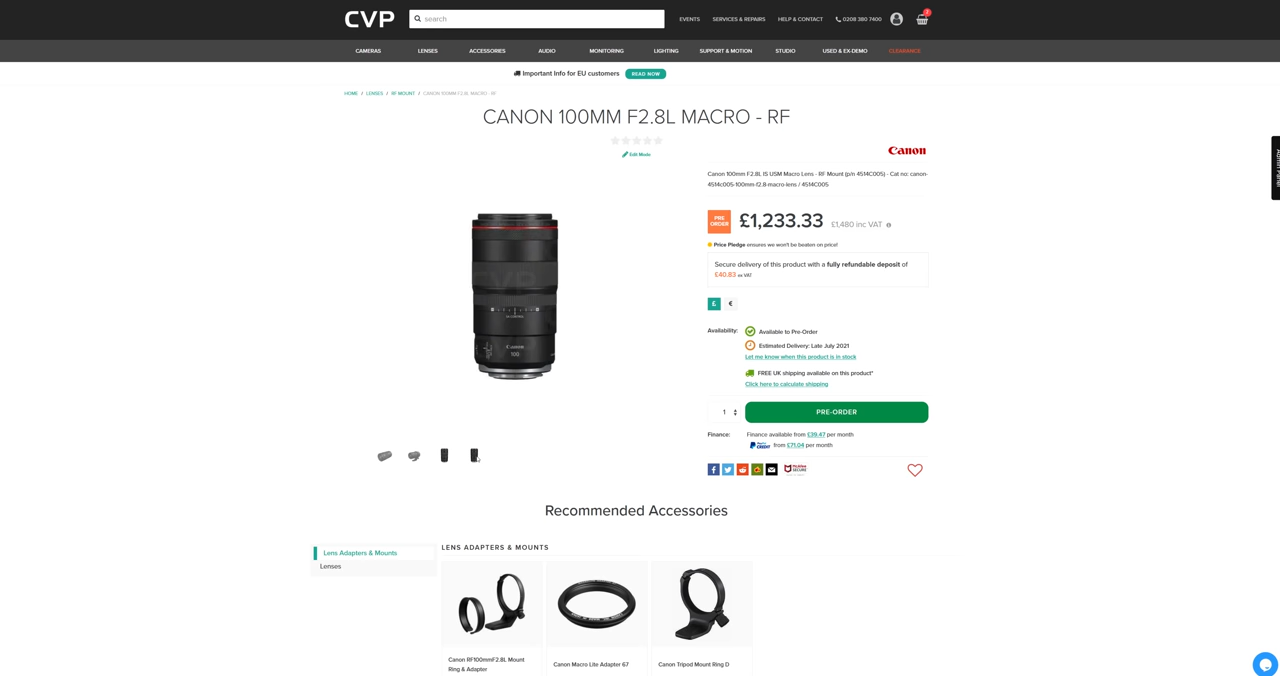 CVP
search
EVENTS
SERVICES & REPAIRS
HELP & CONTACT
0208 380 7400
CAMERAS
LENSES
ACCESSORIES
AUDIO
MONITORING
LIGHTING
SUPPORT & MOTION
STUDIO
USED & EX-DEMO
CLEARANCE
Important Info for EU customers
READ NOW
HOME / LENSES / RF MOUNT / CANON 100MM F2.8L MACRO - RF
CANON 100MM F2.8L MACRO - RF
Edit Mode
Canon
Canon 100mm F2.8L IS USM Macro Lens - RF Mount (p/n 4514C005) - Cat no: canon-
4514c005-100mm-f2.8-macro-lens / 4514C005
PRE
ORDER
£1,233.33
£1,480 inc VAT
Price Pledge ensures we won't be beaten on price!
Secure delivery of this product with a fully refundable deposit of
£40.83 ex VAT
£
€
Availability:
Available to Pre-Order
Estimated Delivery: Late July 2021
Let me know when this product is in stock
FREE UK shipping available on this product*
Click here to calculate shipping
1
PRE-ORDER
Finance:
Finance available from £39.47 per month
from £71.04 per month
CVP
Canon
100
Recommended Accessories
Lens Adapters & Mounts
Lenses
LENS ADAPTERS & MOUNTS
Canon RF100mmF2.8L Mount
Ring & Adapter
Canon Macro Lite Adapter 67
Canon Tripod Mount Ring D